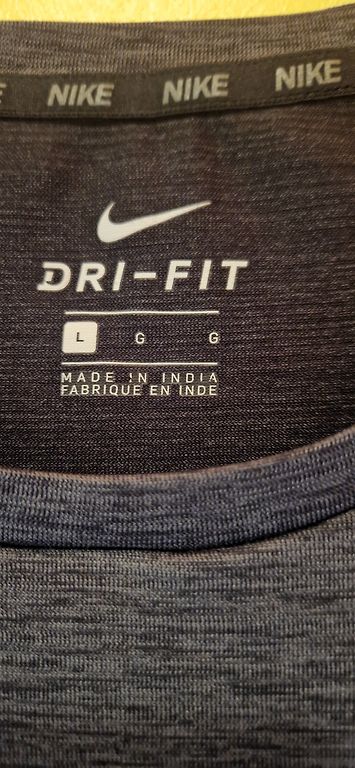 NIKE NIKE NIKE
DRI-FIT
L G G
MADE IN INDIA
FABRIQUE EN INDE